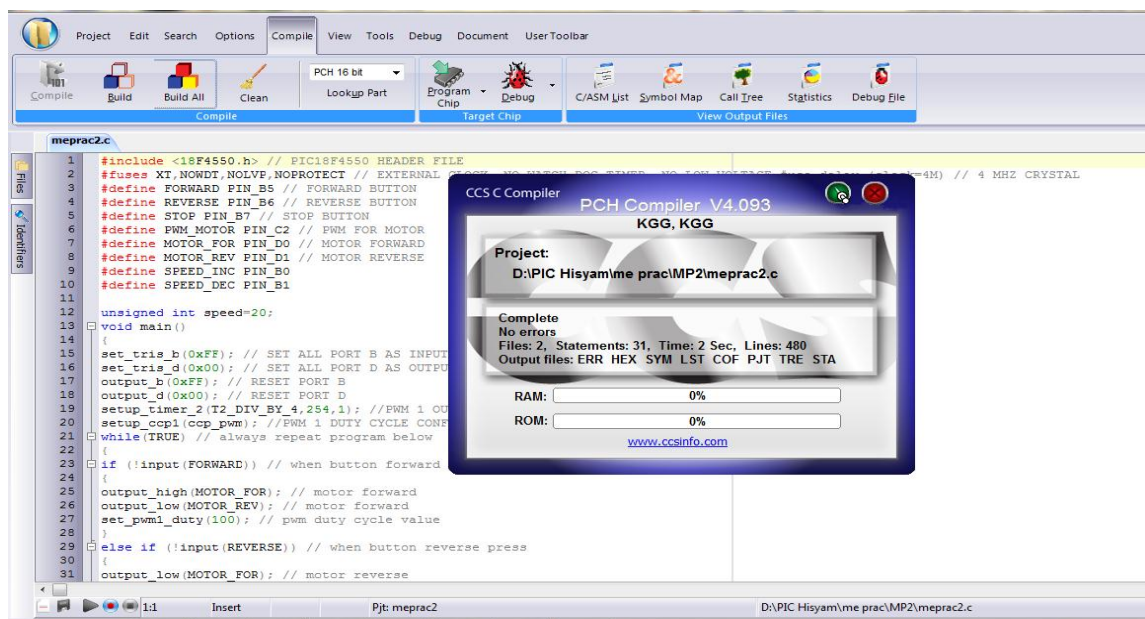 Project Edit Search Options Compile View Tools Debug Document User Toolbar
Compile Build Build All Clean
PCH 16 bit
Lookup Part
Program Chip Debug
C/ASM List Symbol Map Call Tree Statistics Debug File
Compile Target Chip View Output Files
meprac2.c
Files
Identifiers
1 #include <18F4550.h> // PIC18F4550 HEADER FILE
2 #fuses XT,NOWDT,NOLVP,NOPROTECT // EXTERNAL CLOCK, NO WATCH DOG TIMER, NO LOW VOLTAGE #use delay (clock=4M) // 4 MHZ CRYSTAL
3 #define FORWARD PIN_B5 // FORWARD BUTTON
4 #define REVERSE PIN_B6 // REVERSE BUTTON
5 #define STOP PIN_B7 // STOP BUTTON
6 #define PWM_MOTOR PIN_C2 // PWM FOR MOTOR
7 #define MOTOR_FOR PIN_D0 // MOTOR FORWARD
8 #define MOTOR_REV PIN_D1 // MOTOR REVERSE
9 #define SPEED_INC PIN_B0
10 #define SPEED_DEC PIN_B1
11
12 unsigned int speed=20;
13 void main()
14 {
15 set_tris_b(0xFF); // SET ALL PORT B AS INPUT
16 set_tris_d(0x00); // SET ALL PORT D AS OUTPU
17 output_b(0xFF); // RESET PORT B
18 output_d(0x00); // RESET PORT D
19 setup_timer_2(T2_DIV_BY_4,254,1); //PWM 1 OU
20 setup_ccp1(ccp_pwm); //PWM 1 DUTY CYCLE CONF
21 while(TRUE) // always repeat program below
22 {
23 if (!input(FORWARD)) // when button forward
24 {
25 output_high(MOTOR_FOR); // motor forward
26 output_low(MOTOR_REV); // motor forward
27 set_pwm1_duty(100); // pwm duty cycle value
28 }
29 else if (!input(REVERSE)) // when button reverse press
30 {
31 output_low(MOTOR_FOR); // motor reverse
CCS C Compiler
PCH Compiler V4.093
KGG, KGG
Project:
D:\PIC Hisyam\me prac\MP2\meprac2.c
Complete
No errors
Files: 2, Statements: 31, Time: 2 Sec, Lines: 480
Output files: ERR HEX SYM LST COF PJT TRE STA
RAM: 0%
ROM: 0%
www.ccsinfo.com
1:1 Insert Pjt: meprac2 D:\PIC Hisyam\me prac\MP2\meprac2.c